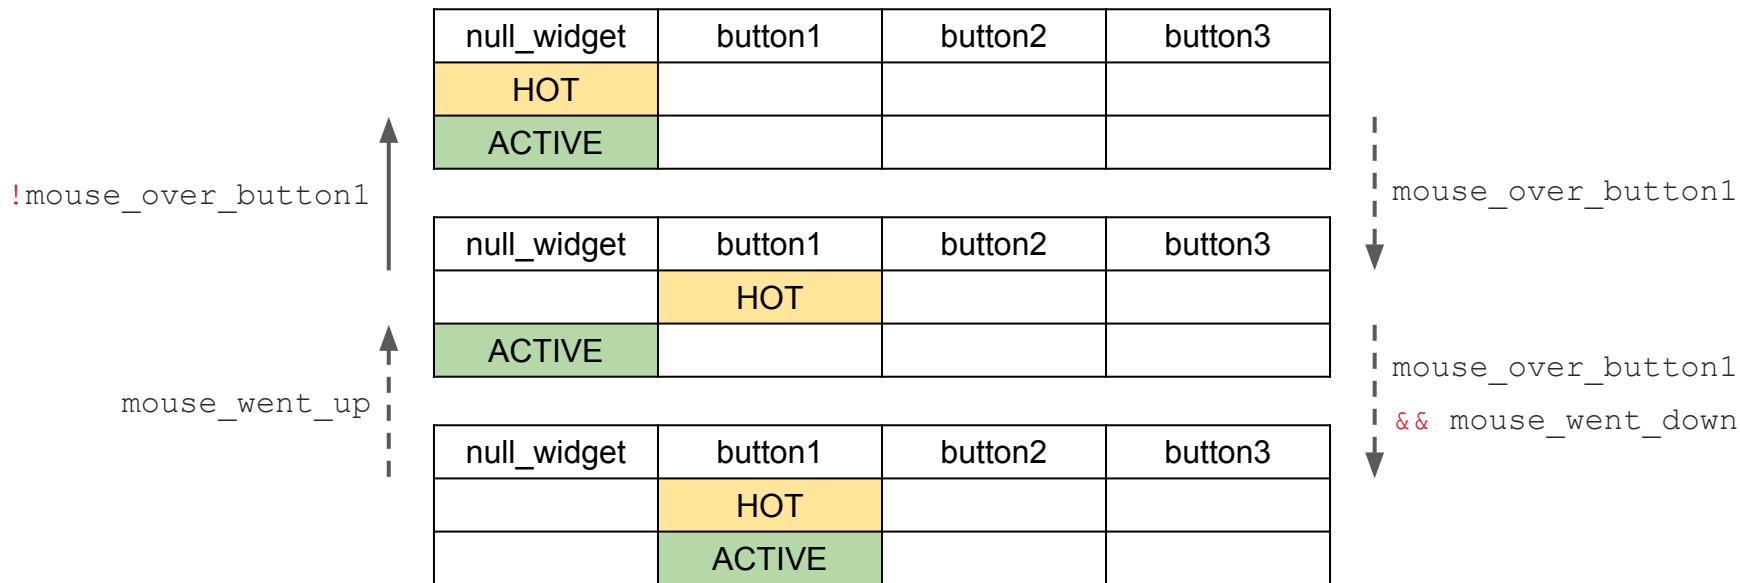 null_widget button1 button2 button3
HOT
ACTIVE
!mouse_over_button1
mouse_over_button1
null_widget button1 button2 button3
HOT
ACTIVE
mouse_went_up
mouse_over_button1
&& mouse_went_down
null_widget button1 button2 button3
HOT
ACTIVE